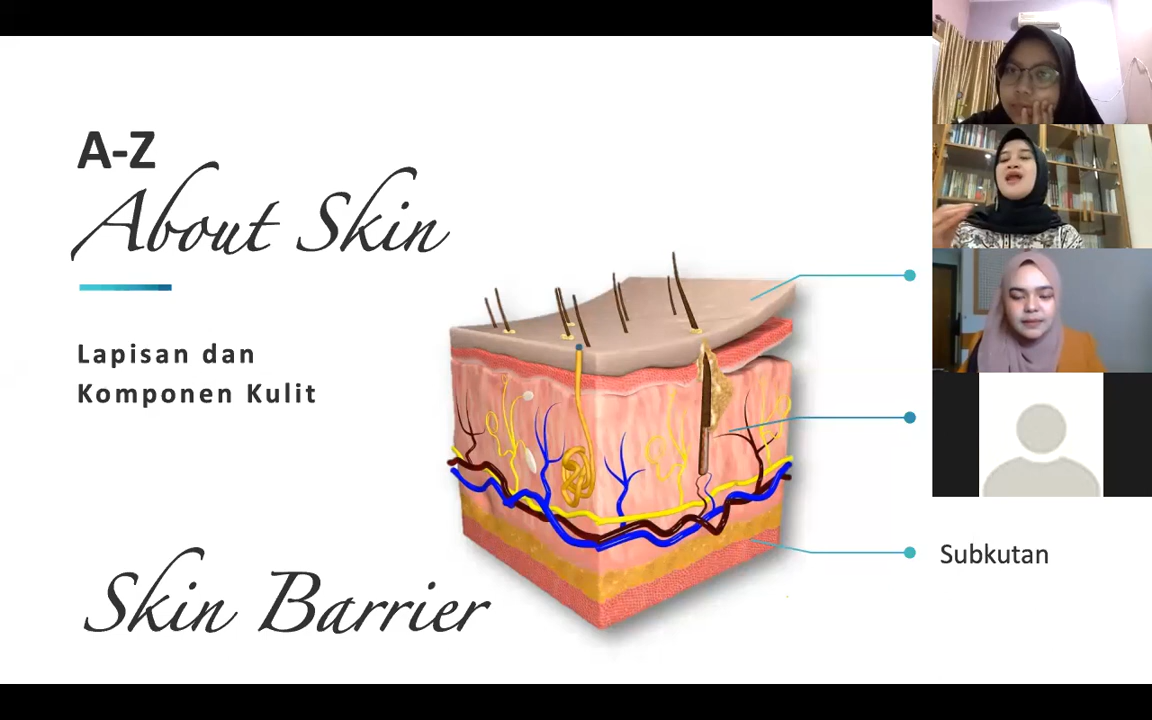 A-Z
About Skin
Lapisan dan
Komponen Kulit
Subkutan
Skin Barrier